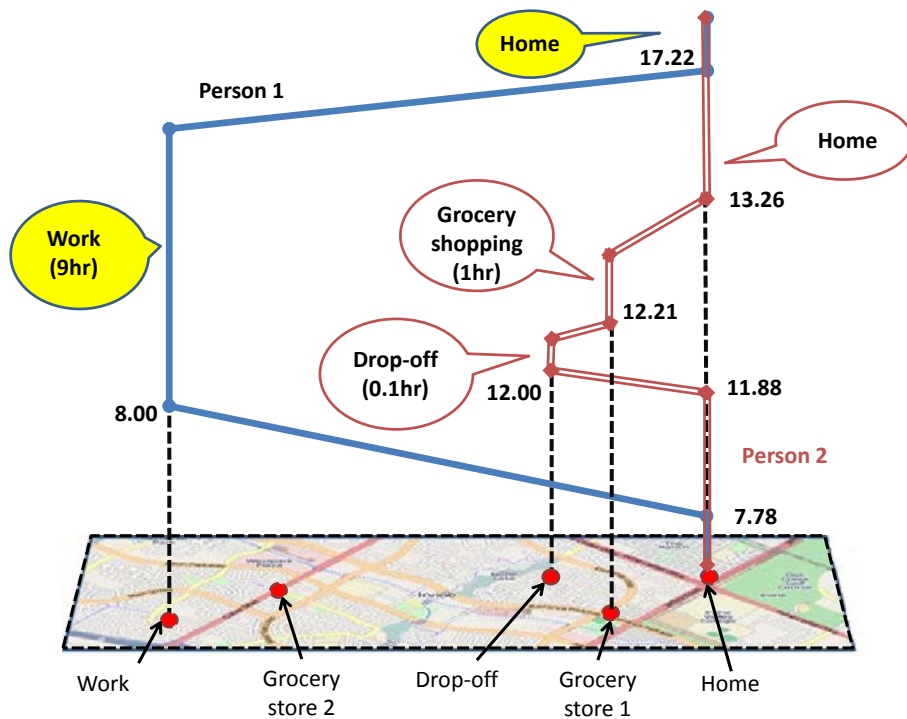 Home
17.22
Person 1
Home
13.26
Grocery
shopping
(1hr)
Work
(9hr)
12.21
Drop-off
(0.1hr)
12.00
11.88
8.00
Person 2
7.78
Work
Grocery
store 2
Drop-off
Grocery
store 1
Home